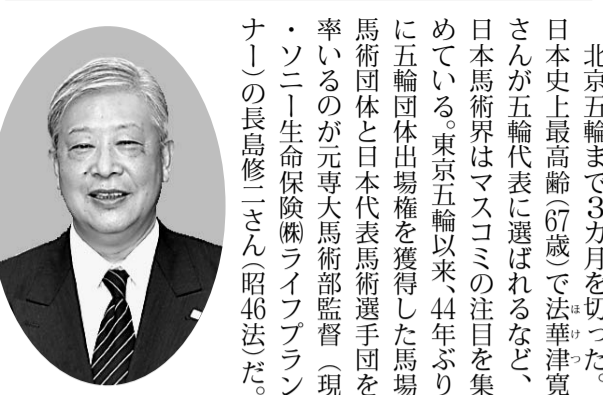 北京五輪まで3カ月を切った。
日本史上最高齢(67歳)で法華津寛
ほけつ
さんが五輪代表に選ばれるなど、
日本馬術界はマスコミの注目を集
めている。東京五輪以来、44年ぶり
に五輪団体出場権を獲得した馬場
馬術団体と日本代表馬術選手団を
率いるのが元専大馬術部監督(現
・ソニー生命保険㈱ライフプラン
ナー)の長島修二さん(昭46法)だ。